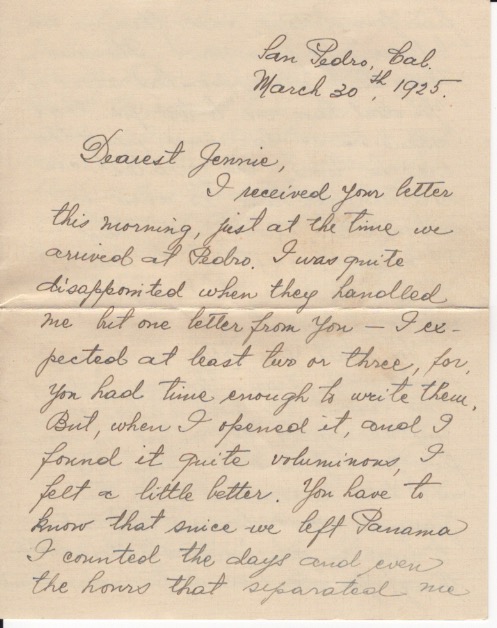 San Pedro, Cal.
March 30th, 1925.
Dearest Jennie,
I received your letter
this morning, just at the time we
arrived at Pedro. I was quite
disappointed when they handled
me but one letter from you — I ex-
pected at least two or three, for,
you had time enough to write them.
But, when I opened it, and I
found it quite voluminous, I
felt a little better. You have to
know that since we left Panama
I counted the days and even
the hours that separated me